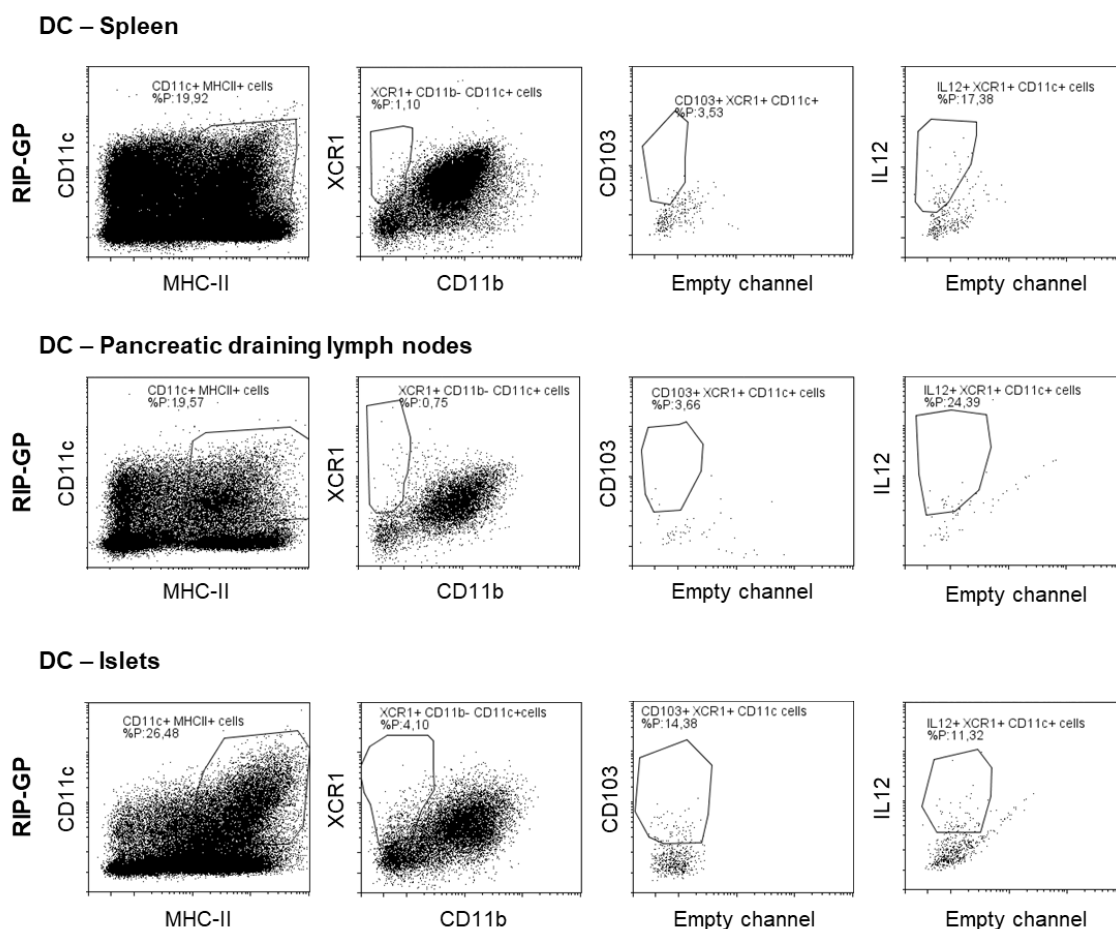 DC – Spleen
RIP-GP
CD11c
CD11c+ MHCII+ cells
%P:19,92
MHC-II
XCR1
XCR1+ CD11b- CD11c+ cells
%P:1,10
CD11b
CD103
CD103+ XCR1+ CD11c+
%P:3,53
Empty channel
IL12
IL12+ XCR1+ CD11c+ cells
%P:17,38
Empty channel
DC – Pancreatic draining lymph nodes
RIP-GP
CD11c
CD11c+ MHCII+ cells
%P:19,57
MHC-II
XCR1
XCR1+ CD11b- CD11c+ cells
%P:0,75
CD11b
CD103
CD103+ XCR1+ CD11c+ cells
%P:3,66
Empty channel
IL12
IL12+ XCR1+ CD11c+ cells
%P:24,39
Empty channel
DC – Islets
RIP-GP
CD11c
CD11c+ MHCII+ cells
%P:26,48
MHC-II
XCR1
XCR1+ CD11b- CD11c+cells
%P:4,10
CD11b
CD103
CD103+ XCR1+ CD11c cells
%P:14,38
Empty channel
IL12
IL12+ XCR1+ CD11c+ cells
%P:11,32
Empty channel